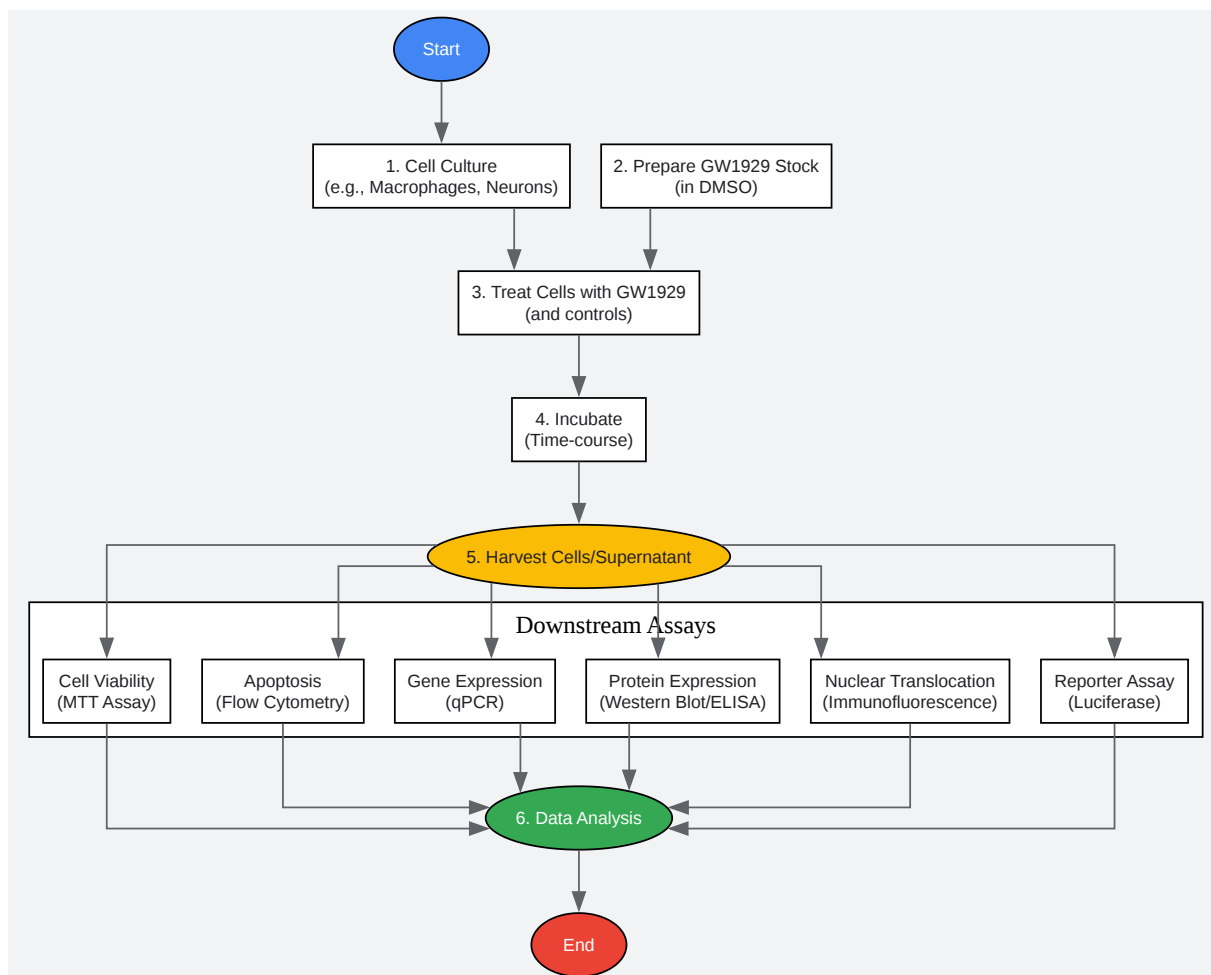 Start
1. Cell Culture
(e.g., Macrophages, Neurons)
2. Prepare GW1929 Stock
(in DMSO)
3. Treat Cells with GW1929
(and controls)
4. Incubate
(Time-course)
5. Harvest Cells/Supernatant
Downstream Assays
Cell Viability
(MTT Assay)
Apoptosis
(Flow Cytometry)
Gene Expression
(qPCR)
Protein Expression
(Western Blot/ELISA)
Nuclear Translocation
(Immunofluorescence)
Reporter Assay
(Luciferase)
6. Data Analysis
End